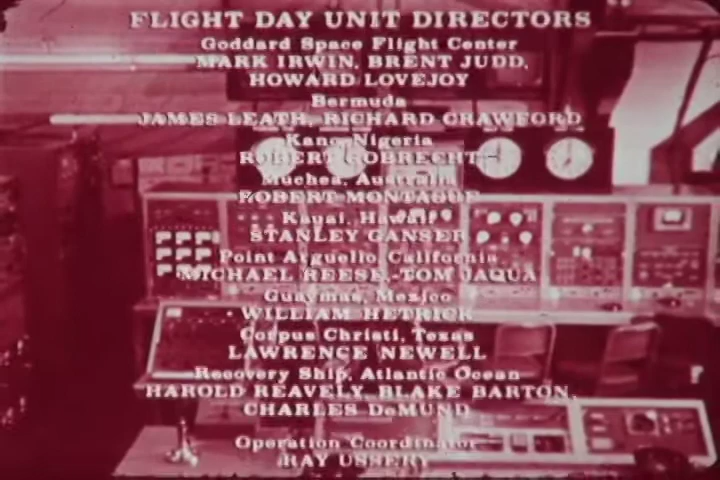 FLIGHT DAY UNIT DIRECTORS
Goddard Space Flight Center
MARK IRWIN, BRENT JUDD,
HOWARD LOVEJOY
Bermuda
JAMES LEATH, RICHARD CRAWFORD
Kano, Nigeria
ROBERT ROBRECHT
Muchea, Australia
ROBERT MONTAGUE
Kauai, Hawaii
STANLEY GANSER
Point Arguello, California
MICHAEL REESE, TOM JAQUA
Guaymas, Mexico
WILLIAM HETRICK
Corpus Christi, Texas
LAWRENCE NEWELL
Recovery Ship, Atlantic Ocean
HAROLD REAVELY, BLAKE BARTON,
CHARLES DeMUND
Operation Coordinator
RAY USSERY